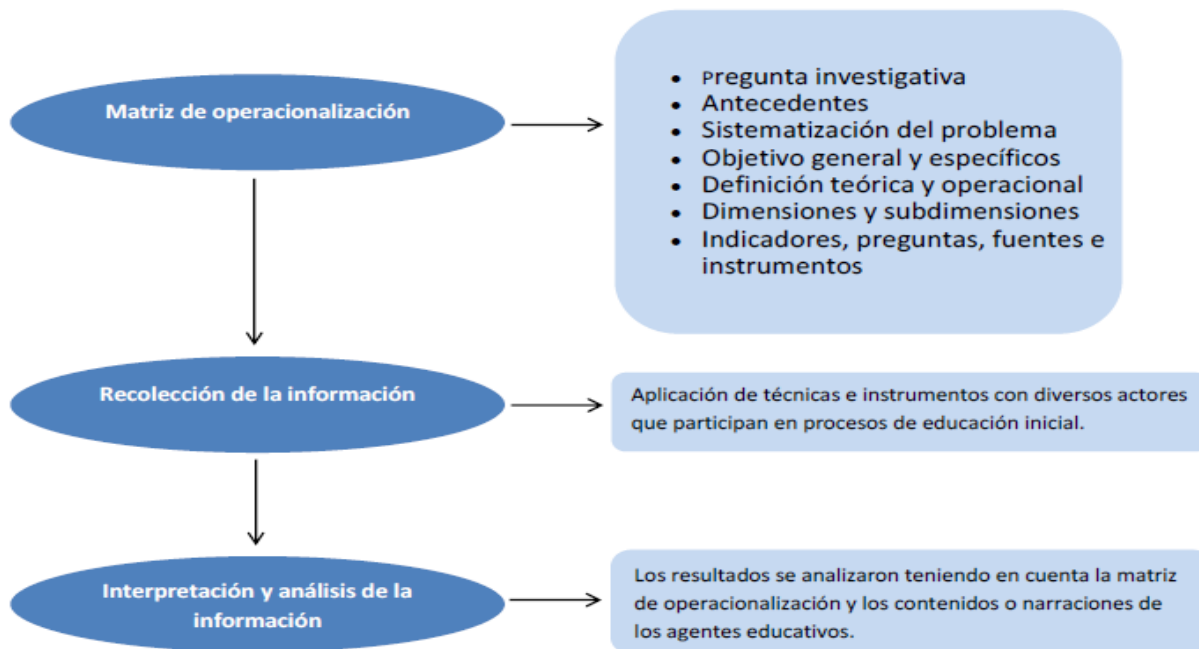 Matriz de operacionalización
• Pregunta investigativa
• Antecedentes
• Sistematización del problema
• Objetivo general y específicos
• Definición teórica y operacional
• Dimensiones y subdimensiones
• Indicadores, preguntas, fuentes e
instrumentos
Recolección de la información
Aplicación de técnicas e instrumentos con diversos actores
que participan en procesos de educación inicial.
Interpretación y análisis de la
información
Los resultados se analizaron teniendo en cuenta la matriz
de operacionalización y los contenidos o narraciones de
los agentes educativos.